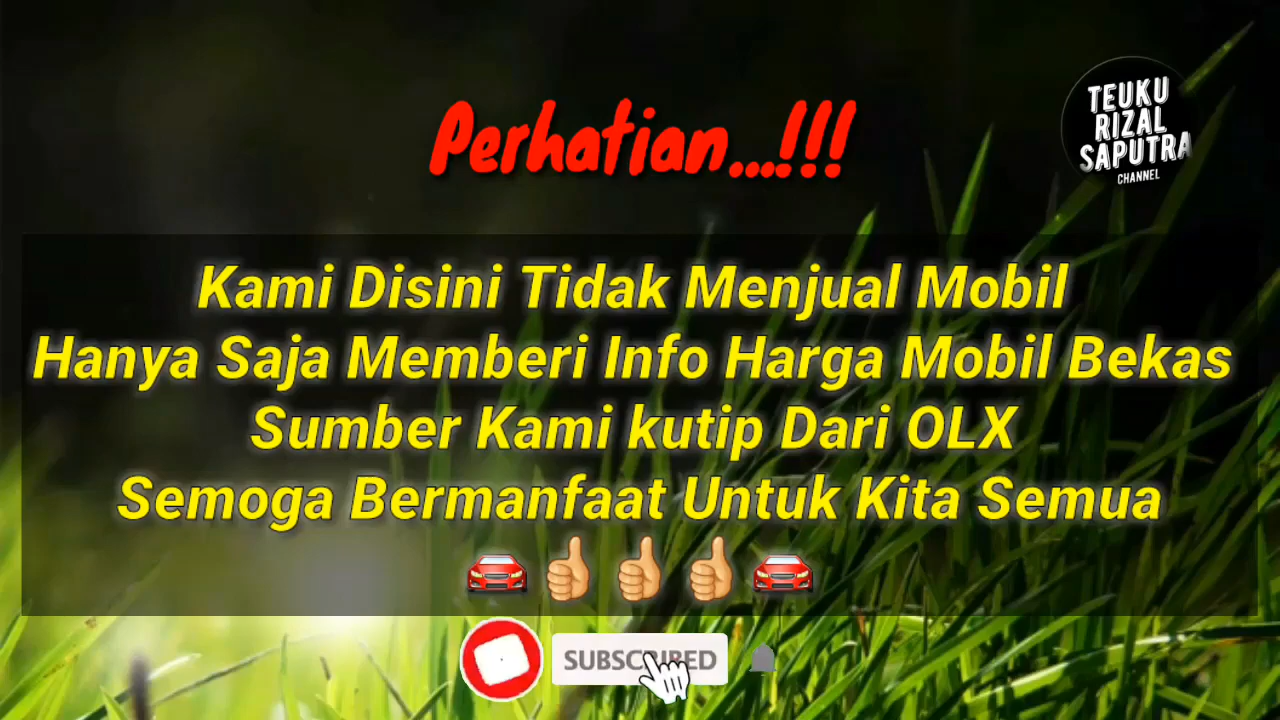 Perhatian...!!!
TEUKU
RIZAL
SAPUTRA
CHANNEL
Kami Disini Tidak Menjual Mobil
Hanya Saja Memberi Info Harga Mobil Bekas
Sumber Kami kutip Dari OLX
Semoga Bermanfaat Untuk Kita Semua
SUBSCRIBED